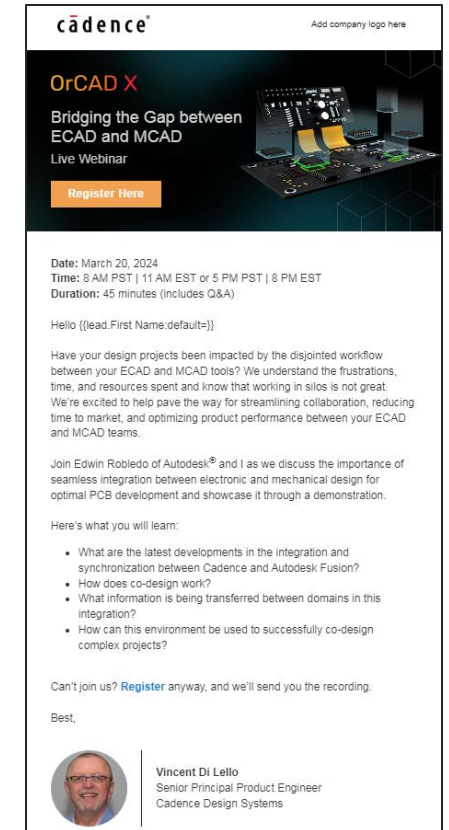 cādence®
Add company logo here
OrCAD X
Bridging the Gap between
ECAD and MCAD
Live Webinar
Register Here
Date: March 20, 2024
Time: 8 AM PST | 11 AM EST or 5 PM PST | 8 PM EST
Duration: 45 minutes (includes Q&A)
Hello {{lead.First Name:default=}}
Have your design projects been impacted by the disjointed workflow
between your ECAD and MCAD tools? We understand the frustrations,
time, and resources spent and know that working in silos is not great.
We're excited to help pave the way for streamlining collaboration, reducing
time to market, and optimizing product performance between your ECAD
and MCAD teams.
Join Edwin Robledo of Autodesk® and I as we discuss the importance of
seamless integration between electronic and mechanical design for
optimal PCB development and showcase it through a demonstration.
Here's what you will learn:
• What are the latest developments in the integration and
synchronization between Cadence and Autodesk Fusion?
• How does co-design work?
• What information is being transferred between domains in this
integration?
• How can this environment be used to successfully co-design
complex projects?
Can't join us? Register anyway, and we'll send you the recording.
Best,
Vincent Di Lello
Senior Principal Product Engineer
Cadence Design Systems